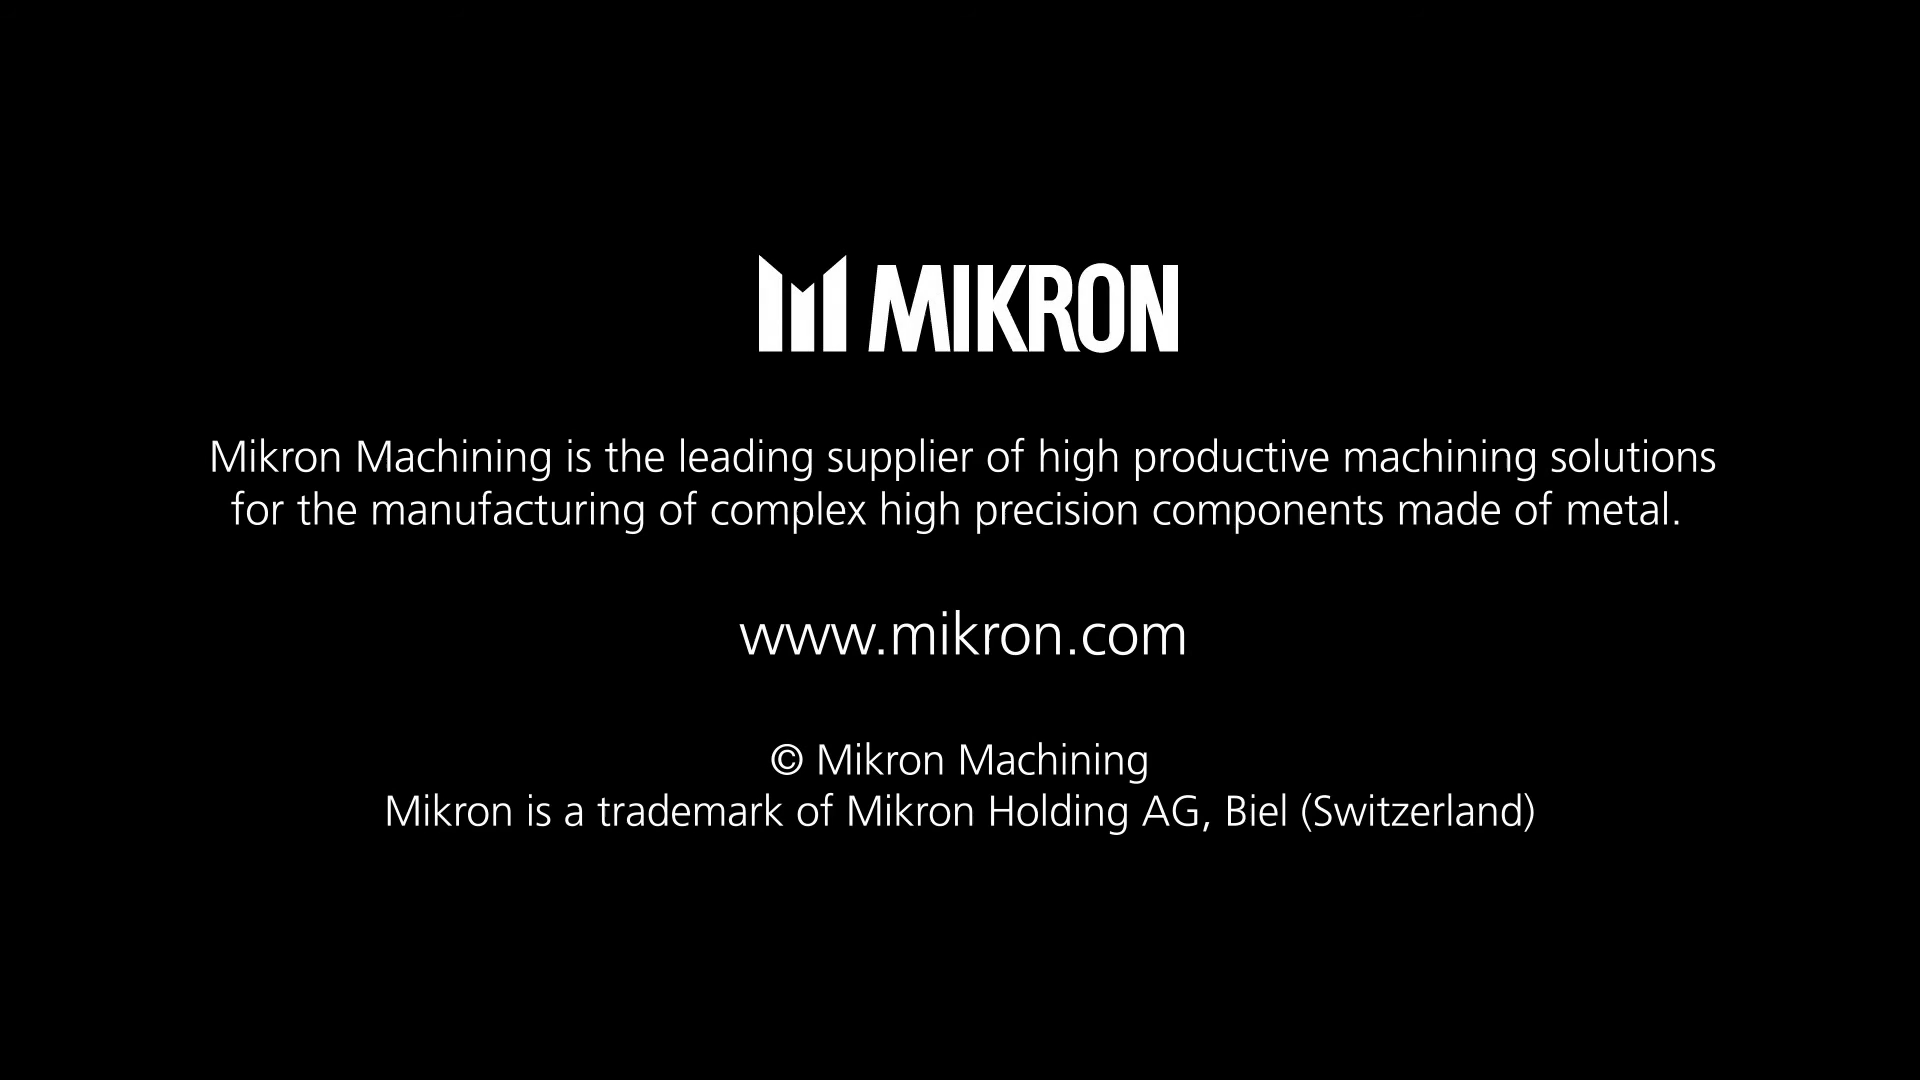 MIKRON
Mikron Machining is the leading supplier of high productive machining solutions
for the manufacturing of complex high precision components made of metal.
www.mikron.com
© Mikron Machining
Mikron is a trademark of Mikron Holding AG, Biel (Switzerland)